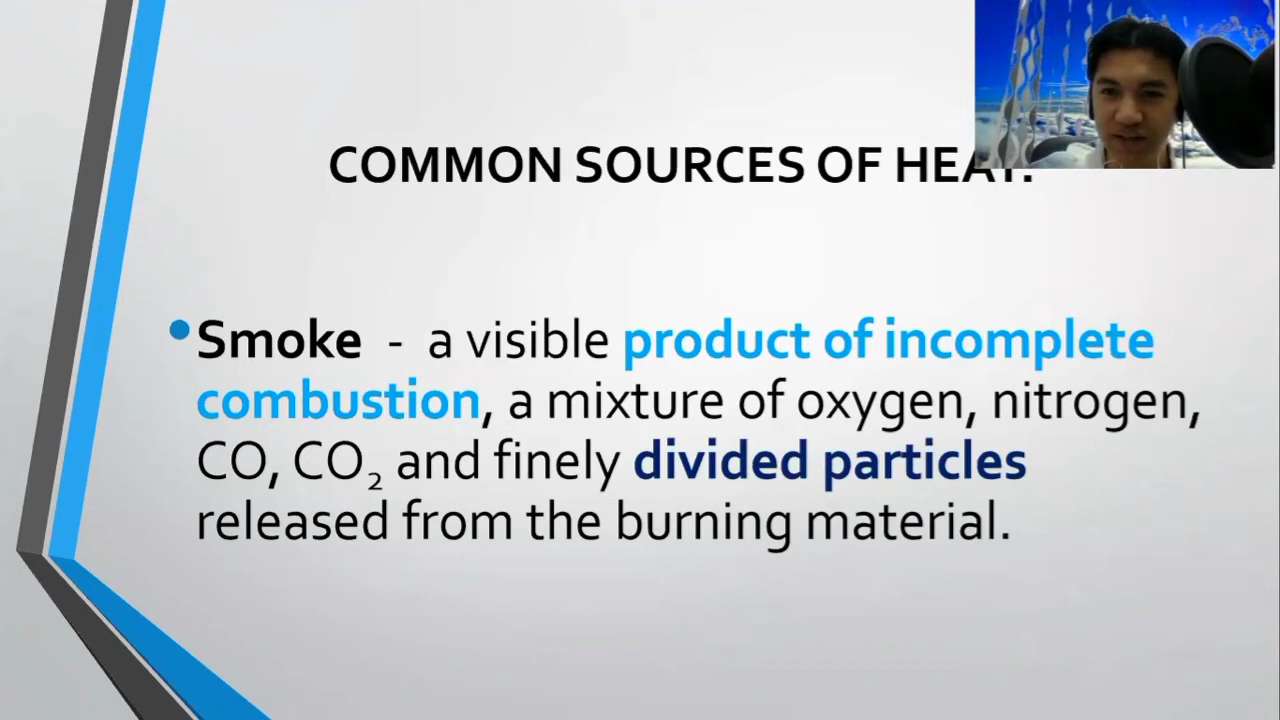 COMMON SOURCES OF HEAT:
• Smoke - a visible product of incomplete
combustion, a mixture of oxygen, nitrogen,
CO, CO₂ and finely divided particles
released from the burning material.